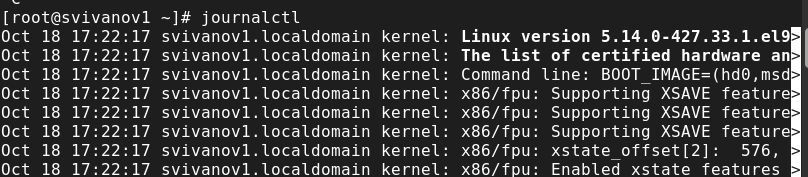 [root@svivanov1 ~]# journalctl
Oct 18 17:22:17 svivanov1.localdomain kernel: Linux version 5.14.0-427.33.1.el9>
Oct 18 17:22:17 svivanov1.localdomain kernel: The list of certified hardware an>
Oct 18 17:22:17 svivanov1.localdomain kernel: Command line: BOOT_IMAGE=(hd0,msd>
Oct 18 17:22:17 svivanov1.localdomain kernel: x86/fpu: Supporting XSAVE feature>
Oct 18 17:22:17 svivanov1.localdomain kernel: x86/fpu: Supporting XSAVE feature>
Oct 18 17:22:17 svivanov1.localdomain kernel: x86/fpu: Supporting XSAVE feature>
Oct 18 17:22:17 svivanov1.localdomain kernel: x86/fpu: xstate_offset[2]:  576, >
Oct 18 17:22:17 svivanov1.localdomain kernel: x86/fpu: Enabled xstate features >